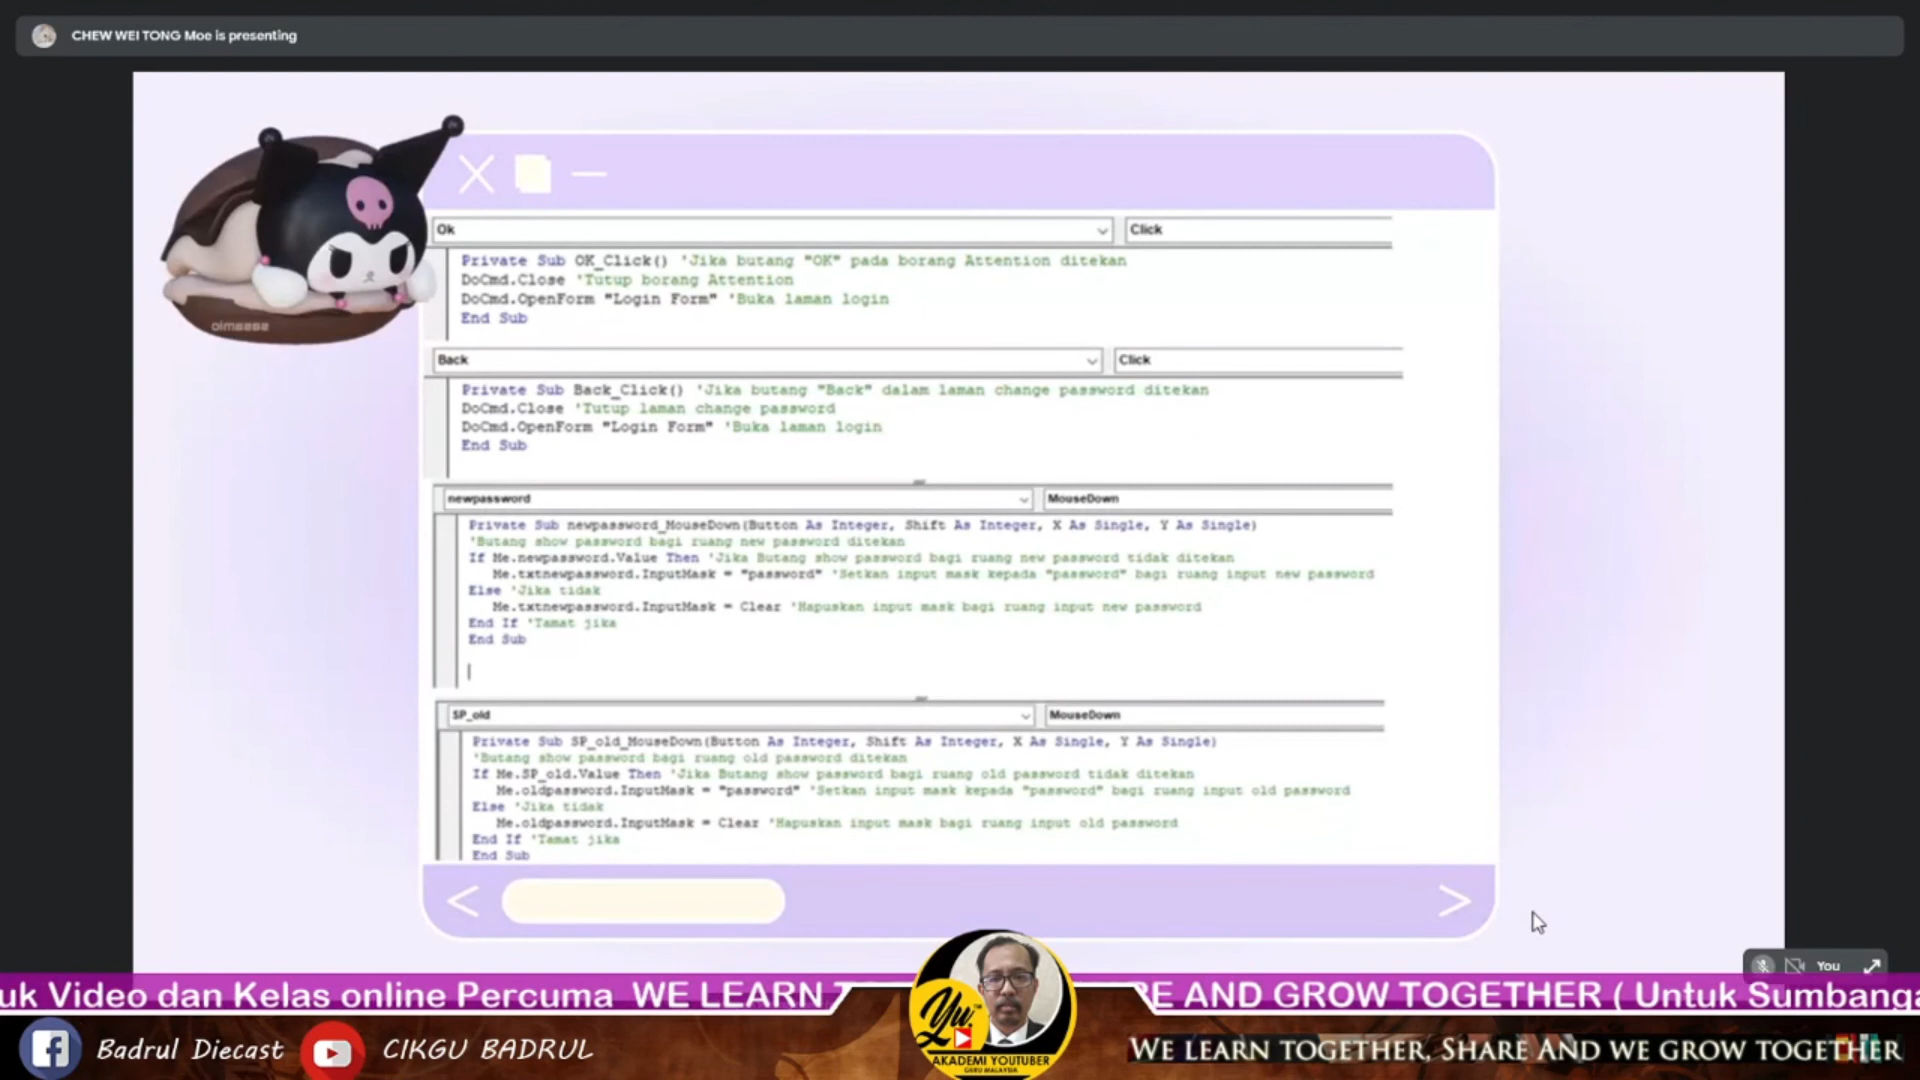 CHEW WEI TONG Moe is presenting
oimsese
Ok
Click
Private Sub OK_Click() 'Jika butang "OK" pada borang Attention ditekan
DoCmd.Close 'Tutup borang Attention
DoCmd.OpenForm "Login Form" 'Buka laman login
End Sub
Back
Click
Private Sub Back_Click() 'Jika butang "Back" dalam laman change password ditekan
DoCmd.Close 'Tutup laman change password
DoCmd.OpenForm "Login Form" 'Buka laman login
End Sub
newpassword
MouseDown
Private Sub newpassword_MouseDown(Button As Integer, Shift As Integer, X As Single, Y As Single)
'Butang show password bagi ruang new password ditekan
If Me.newpassword.Value Then 'Jika Butang show password bagi ruang new password tidak ditekan
Me.txtnewpassword.InputMask = "password" 'Setkan input mask kepada "password" bagi ruang input new password
Else 'Jika tidak
Me.txtnewpassword.InputMask = Clear 'Hapuskan input mask bagi ruang input new password
End If 'Tamat jika
End Sub
SP_old
MouseDown
Private Sub SP_old_MouseDown(Button As Integer, Shift As Integer, X As Single, Y As Single)
'Butang show password bagi ruang old password ditekan
If Me.SP_old.Value Then 'Jika Butang show password bagi ruang old password tidak ditekan
Me.oldpassword.InputMask = "password" 'Setkan input mask kepada "password" bagi ruang input old password
Else 'Jika tidak
Me.oldpassword.InputMask = Clear 'Hapuskan input mask bagi ruang input old password
End If 'Tamat jika
End Sub
You
uk Video dan Kelas online Percuma WE LEARN T
RE AND GROW TOGETHER ( Untuk Sumbanga
Badrul Diecast
CIKGU BADRUL
Yu
AKADEMI YOUTUBER
GURU MALAYSIA
WE LEARN TOGETHER, SHARE AND WE GROW TOGETHER